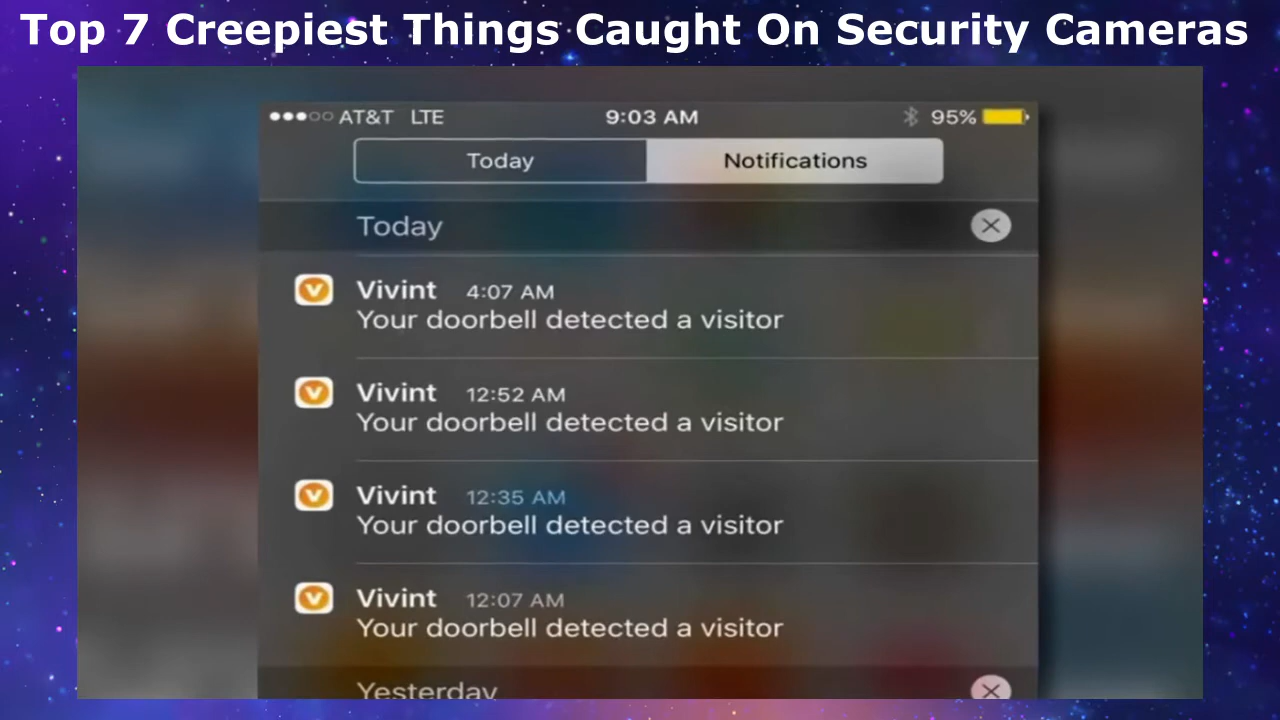 Top 7 Creepiest Things Caught On Security Cameras
AT&T LTE 9:03 AM 95%
Today Notifications
Today
Vivint 4:07 AM
Your doorbell detected a visitor
Vivint 12:52 AM
Your doorbell detected a visitor
Vivint 12:35 AM
Your doorbell detected a visitor
Vivint 12:07 AM
Your doorbell detected a visitor
Yesterday